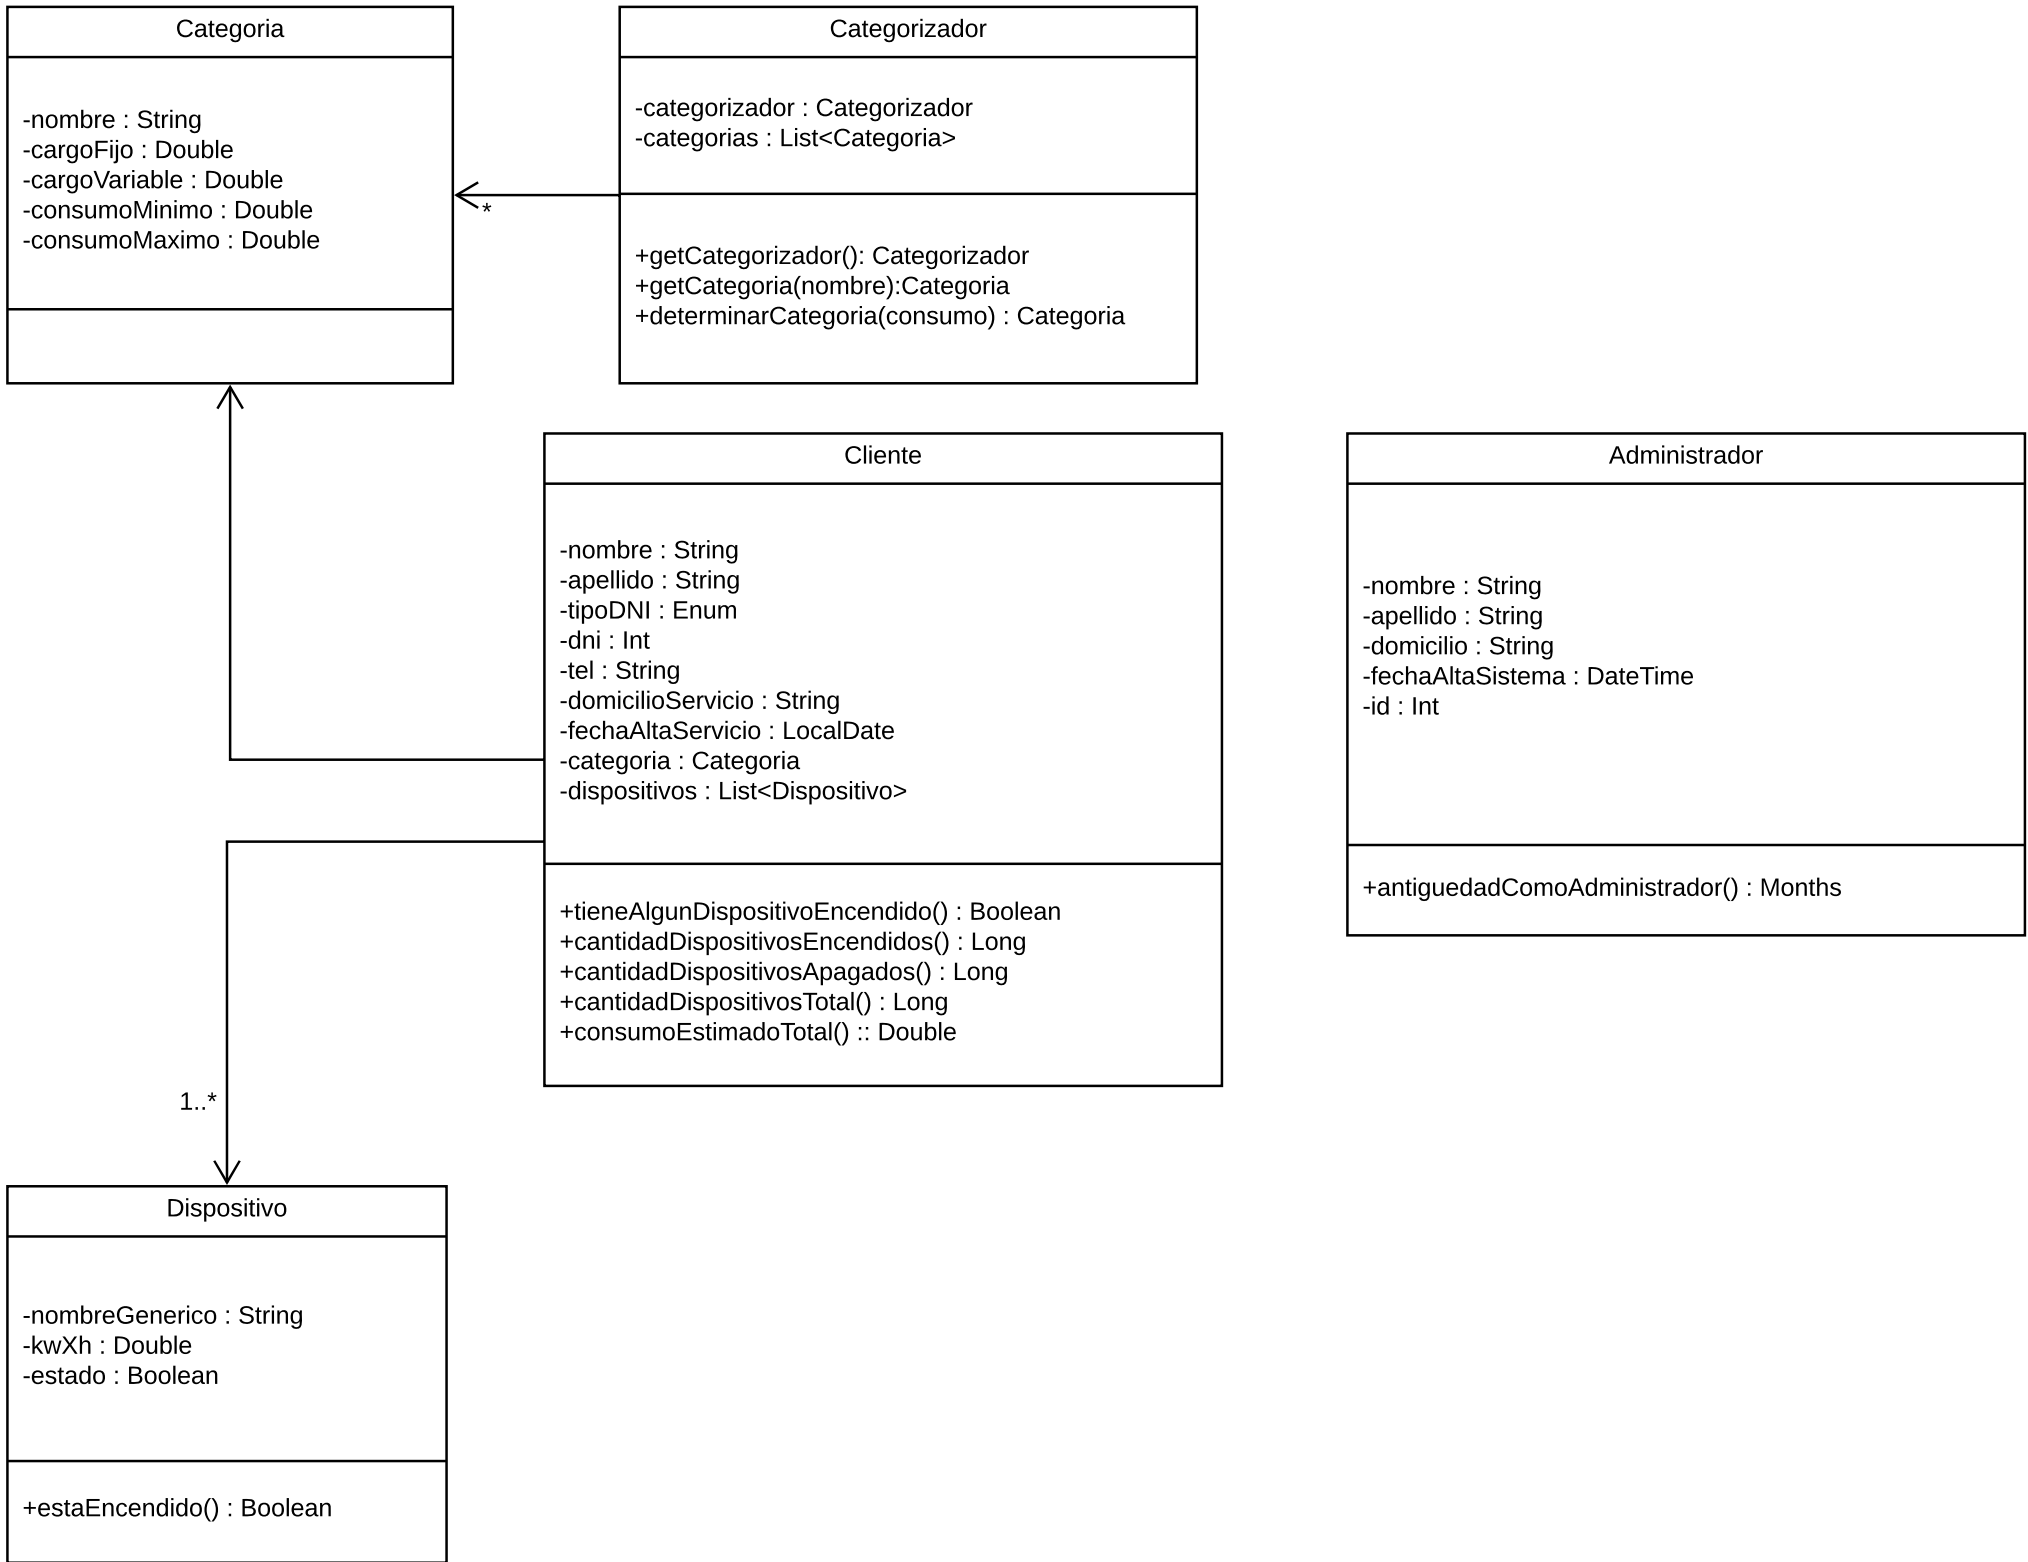 Categoria
-nombre : String
-cargoFijo : Double
-cargoVariable : Double
-consumoMinimo : Double
-consumoMaximo : Double
Categorizador
-categorizador : Categorizador
-categorias : List<Categoria>
+getCategorizador(): Categorizador
+getCategoria(nombre):Categoria
+determinarCategoria(consumo) : Categoria
*
Cliente
-nombre : String
-apellido : String
-tipoDNI : Enum
-dni : Int
-tel : String
-domicilioServicio : String
-fechaAltaServicio : LocalDate
-categoria : Categoria
-dispositivos : List<Dispositivo>
+tieneAlgunDispositivoEncendido() : Boolean
+cantidadDispositivosEncendidos() : Long
+cantidadDispositivosApagados() : Long
+cantidadDispositivosTotal() : Long
+consumoEstimadoTotal() :: Double
Administrador
-nombre : String
-apellido : String
-domicilio : String
-fechaAltaSistema : DateTime
-id : Int
+antiguedadComoAdministrador() : Months
1..*
Dispositivo
-nombreGenerico : String
-kwXh : Double
-estado : Boolean
+estaEncendido() : Boolean